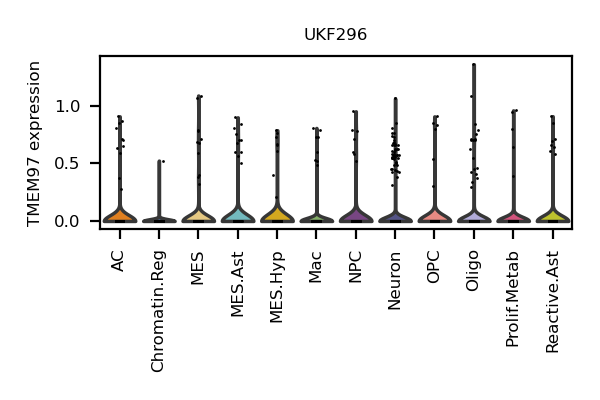 UKF296
TMEM97 expression
1.0
0.5
0.0
AC
Chromatin.Reg
MES
MES.Ast
MES.Hyp
Mac
NPC
Neuron
OPC
Oligo
Prolif.Metab
Reactive.Ast